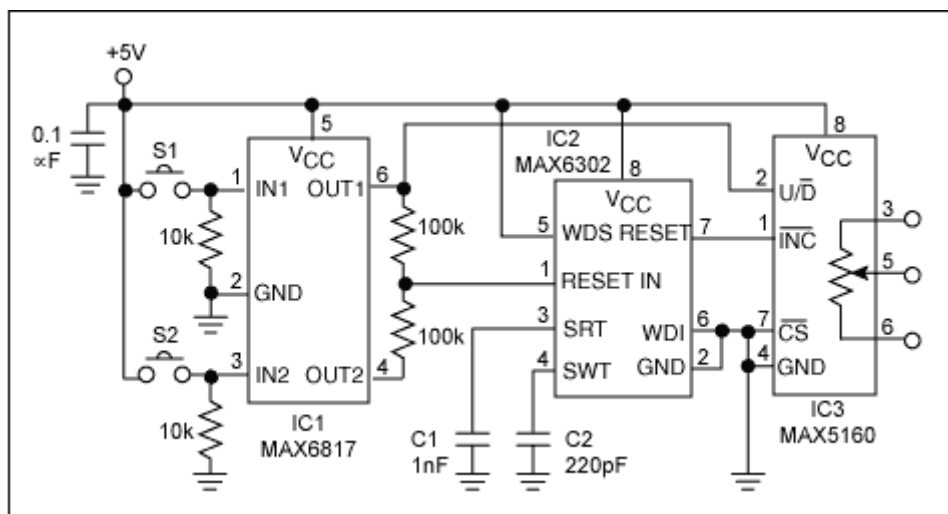 +5V
0.1
∝F
S1
1
IN1
OUT1
6
5
VCC
10k
2
GND
S2
3
IN2
OUT2
4
10k
IC1
MAX6817
100k
100k
IC2
MAX6302
8
VCC
5
WDS
RESET
7
1
RESET IN
3
SRT
WDI
6
4
SWT
GND
2
C1
1nF
C2
220pF
8
VCC
2
U/D̅
1
I̅N̅C̅
7
C̅S̅
4
GND
3
5
6
IC3
MAX5160